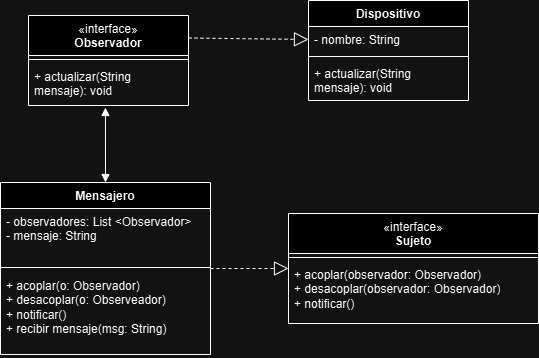 «interface»
Observador
+ actualizar(String
mensaje): void
Dispositivo
- nombre: String
+ actualizar(String
mensaje): void
Mensajero
- observadores: List <Observador>
- mensaje: String
+ acoplar(o: Observador)
+ desacoplar(o: Observeador)
+ notificar()
+ recibir mensaje(msg: String)
«interface»
Sujeto
+ acoplar(observador: Observador)
+ desacoplar(observador: Observador)
+ notificar()